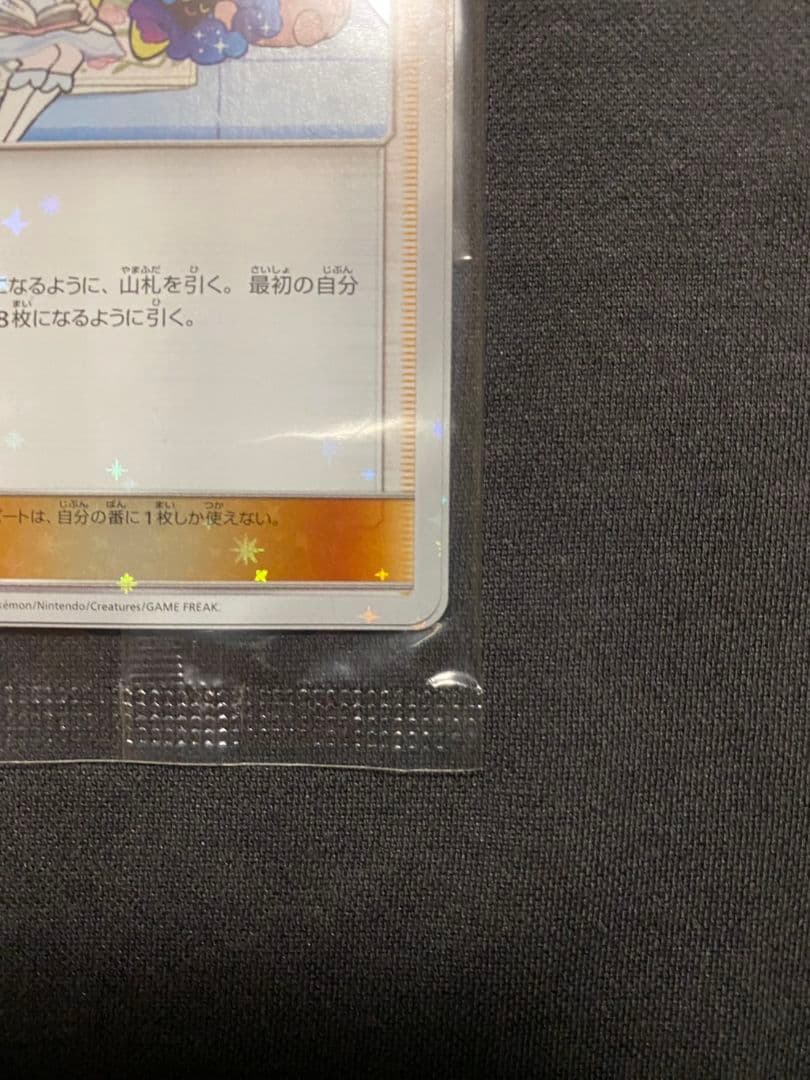 になるように、山札を引く。最初の自分
8枚になるように引く。
ートは、自分の番に1枚しか使えない。
kémon/Nintendo/Creatures/GAME FREAK.